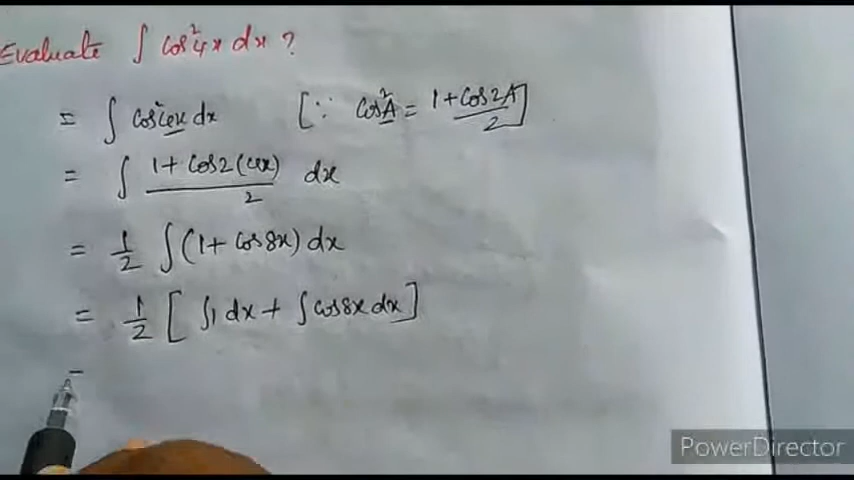 Evaluate ∫ cos²4x dx ?
= ∫ cos²4x dx [∵ cos²A = 1+cos2A/2]
= ∫ 1+cos2(4x)/2 dx
= 1/2 ∫(1+cos8x) dx
= 1/2 [∫1 dx + ∫cos8x dx]
-
PowerDirector